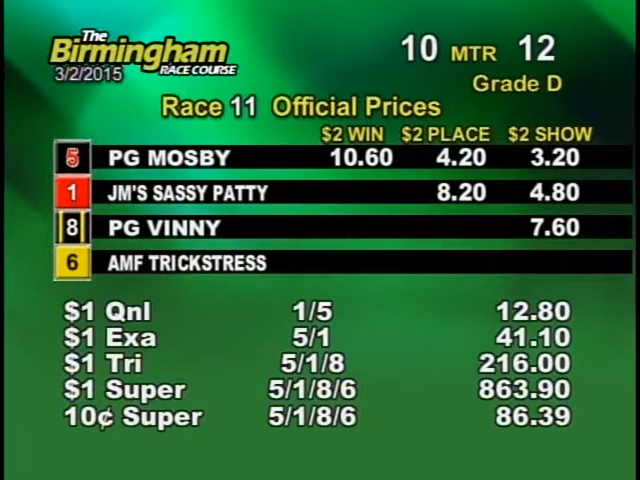 The
Birmingham
RACE COURSE
3/2/2015
10 MTR 12
Grade D
Race 11 Official Prices
$2 WIN $2 PLACE $2 SHOW
5 PG MOSBY 10.60 4.20 3.20
1 JM'S SASSY PATTY 8.20 4.80
8 PG VINNY 7.60
6 AMF TRICKSTRESS
$1 Qnl 1/5 12.80
$1 Exa 5/1 41.10
$1 Tri 5/1/8 216.00
$1 Super 5/1/8/6 863.90
10¢ Super 5/1/8/6 86.39